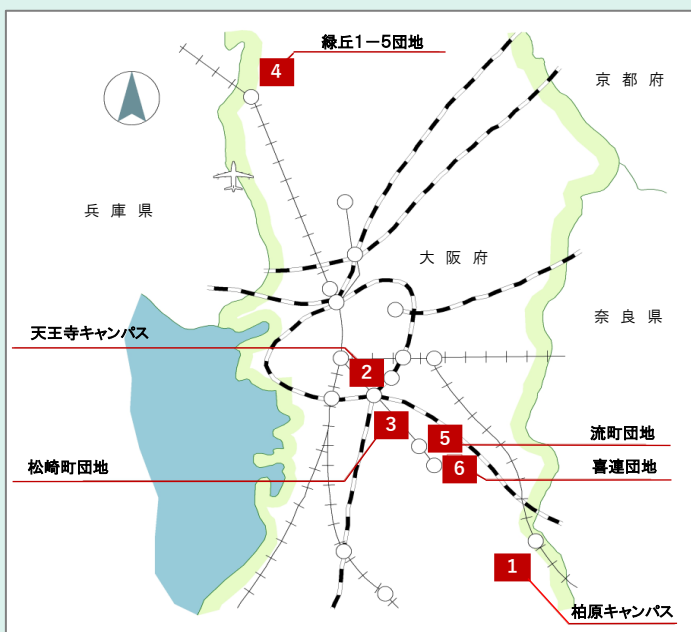 緑丘1−5団地
4
京都府
兵庫県
大阪府
奈良県
天王寺キャンパス
2
3
5
流町団地
松崎町団地
6
喜連団地
1
柏原キャンパス